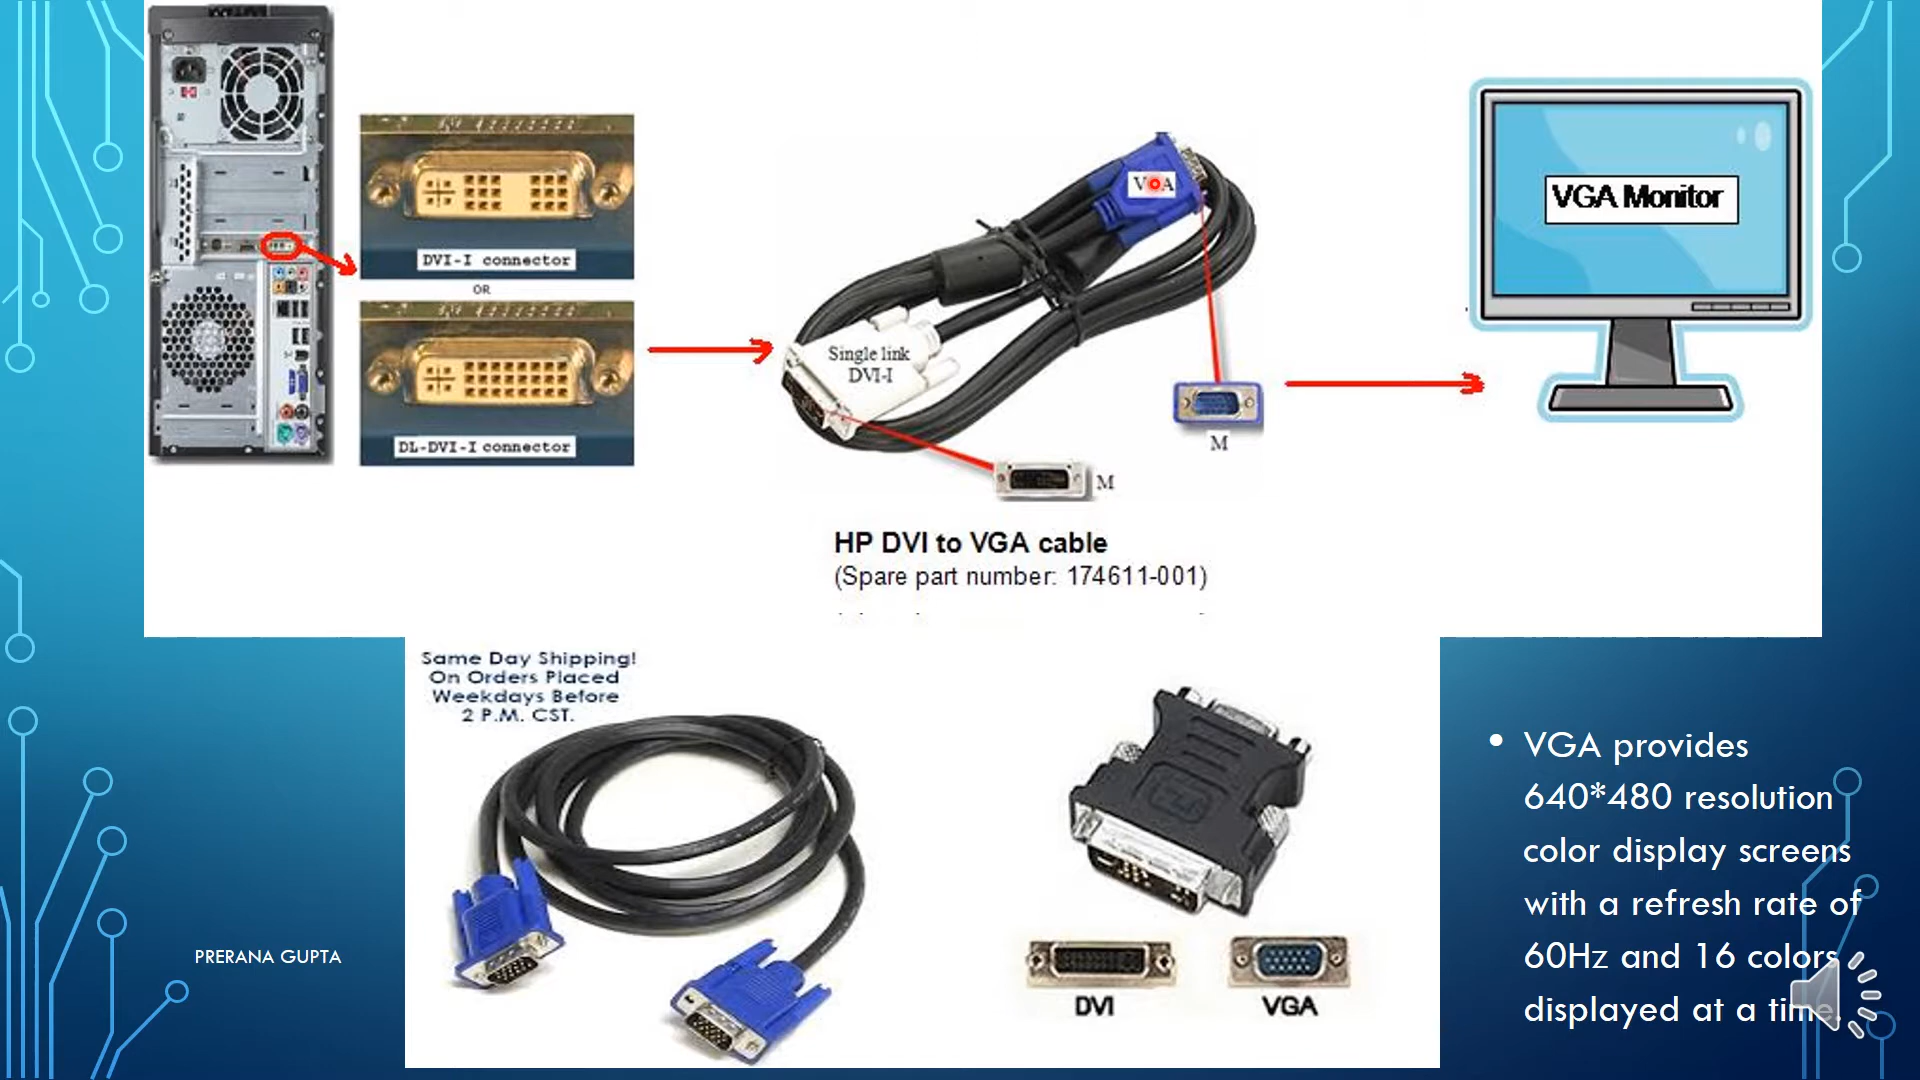 DVI-I connector
OR
DL-DVI-I connector
Single link
DVI-I
VGA
M
M
VGA Monitor
HP DVI to VGA cable
(Spare part number: 174611-001)
Same Day Shipping!
On Orders Placed
Weekdays Before
2 P.M. CST.
DVI
VGA
PRERANA GUPTA
• VGA provides
640*480 resolution
color display screens
with a refresh rate of
60Hz and 16 colors
displayed at a time.